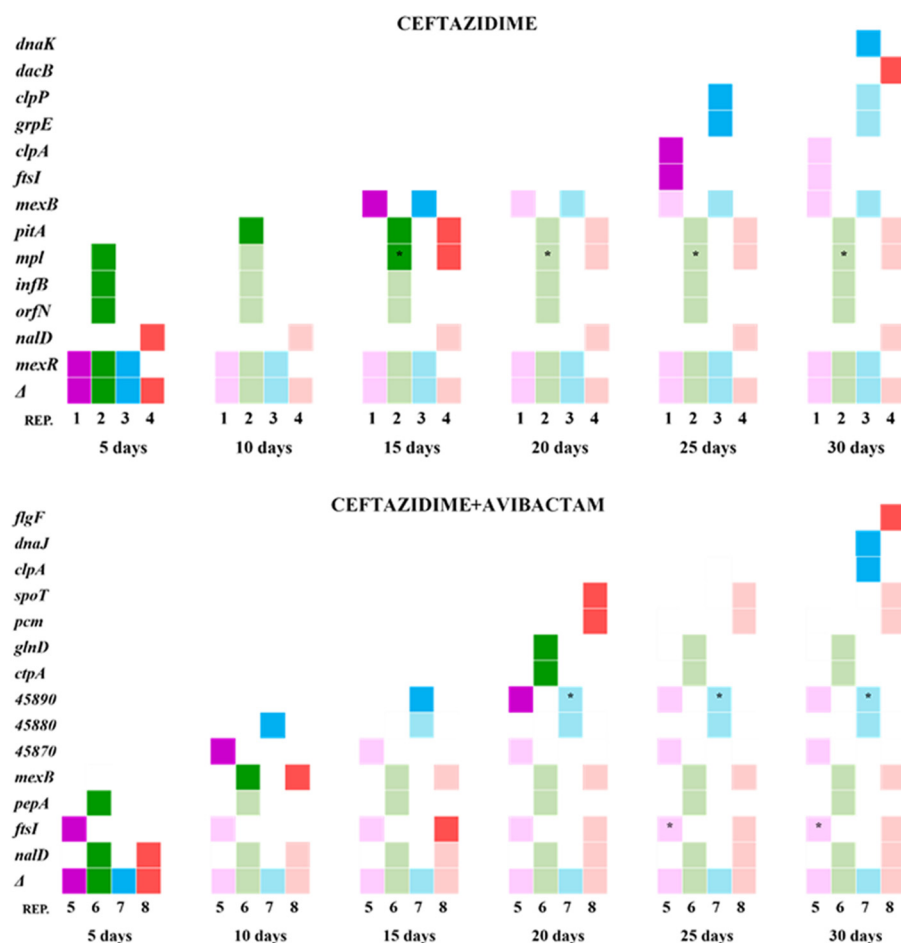 CEFTAZIDIME
dnaK
dacB
clpP
grpE
clpA
ftsI
mexB
pitA
mpl * * * *
infB
orfN
nalD
mexR
Δ
REP. 1 2 3 4 1 2 3 4 1 2 3 4 1 2 3 4 1 2 3 4 1 2 3 4
5 days 10 days 15 days 20 days 25 days 30 days
CEFTAZIDIME+AVIBACTAM
flgF
dnaJ
clpA
spoT
pcm
glnD
ctpA
45890 * * *
45880
45870
mexB
pepA
ftsI * *
nalD
Δ
REP. 5 6 7 8 5 6 7 8 5 6 7 8 5 6 7 8 5 6 7 8 5 6 7 8
5 days 10 days 15 days 20 days 25 days 30 days